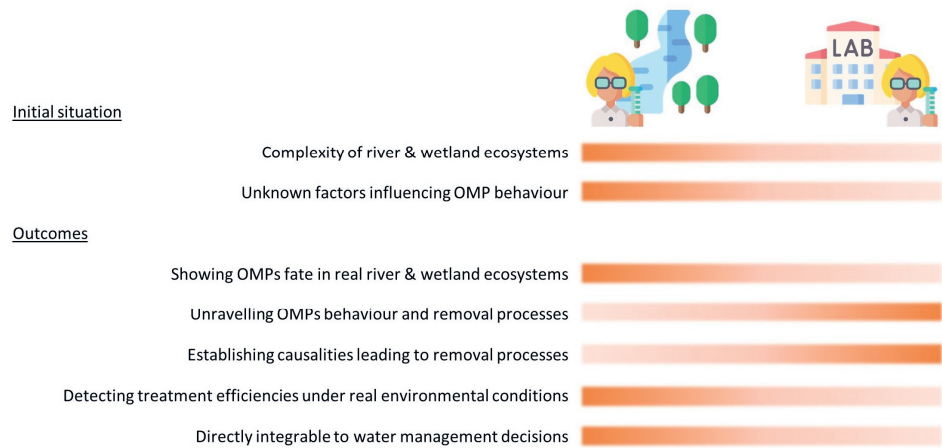 LAB
Initial situation
Complexity of river & wetland ecosystems
Unknown factors influencing OMP behaviour
Outcomes
Showing OMPs fate in real river & wetland ecosystems
Unravelling OMPs behaviour and removal processes
Establishing causalities leading to removal processes
Detecting treatment efficiencies under real environmental conditions
Directly integrable to water management decisions